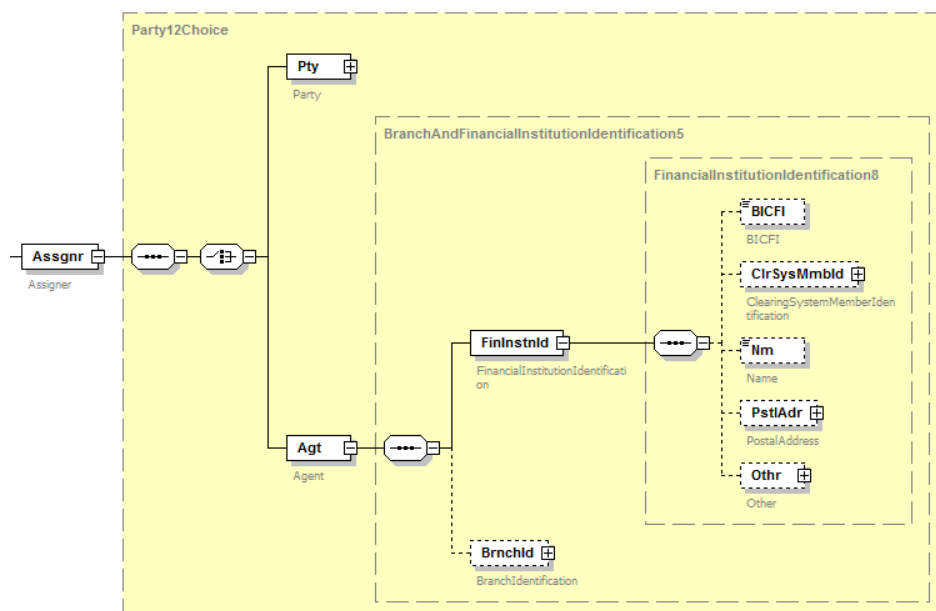 Party12Choice
Pty
Party
BranchAndFinancialInstitutionIdentification5
FinancialInstitutionIdentification8
BICFI
BICFI
Assgnr
Assigner
ClrSysMmbId
ClearingSystemMemberIden
tification
FinInstnId
FinancialInstitutionIdentificati
on
Nm
Name
PstlAdr
PostalAddress
Agt
Agent
Othr
Other
BrnchId
BranchIdentification